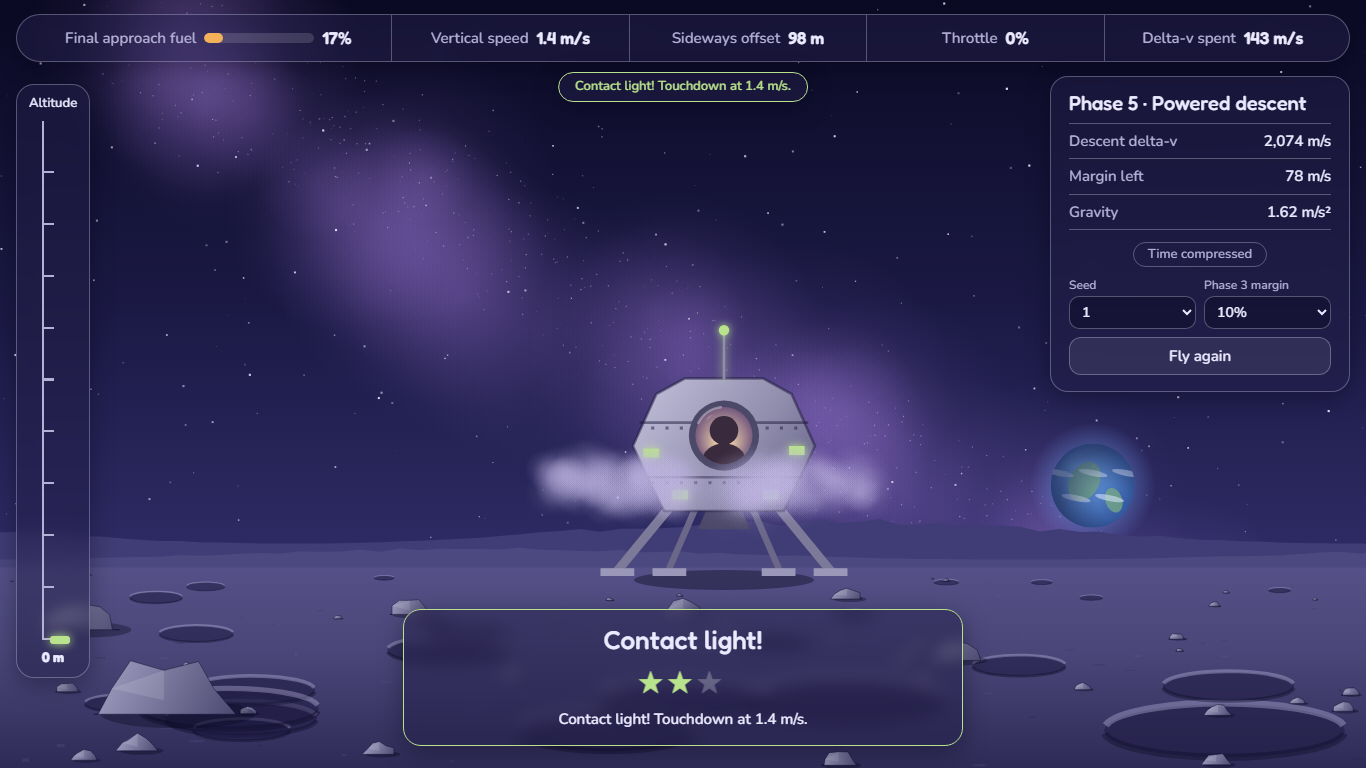 Final approach fuel 17% Vertical speed 1.4 m/s Sideways offset 98 m Throttle 0% Delta-v spent 143 m/s
Contact light! Touchdown at 1.4 m/s.
Altitude
0 m
Phase 5 · Powered descent
Descent delta-v 2,074 m/s
Margin left 78 m/s
Gravity 1.62 m/s²
Time compressed
Seed Phase 3 margin
1 10%
Fly again
Contact light!
Contact light! Touchdown at 1.4 m/s.